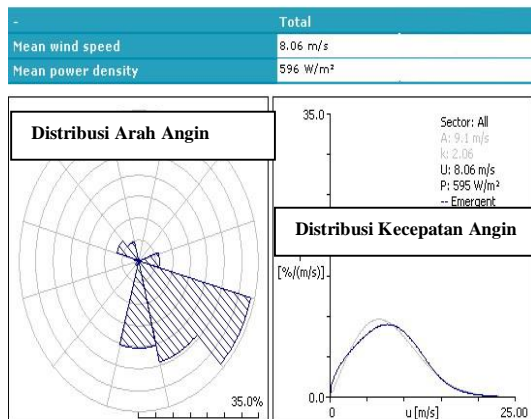 - Total
Mean wind speed 8.06 m/s
Mean power density 596 W/m²
Distribusi Arah Angin
35.0%
35.0
Sector: All
A: 9.1 m/s
k: 2.06
U: 8.06 m/s
P: 595 W/m²
-- Emergent
Distribusi Kecepatan Angin
[%/(m/s)]
0.0
0 u [m/s] 25.00